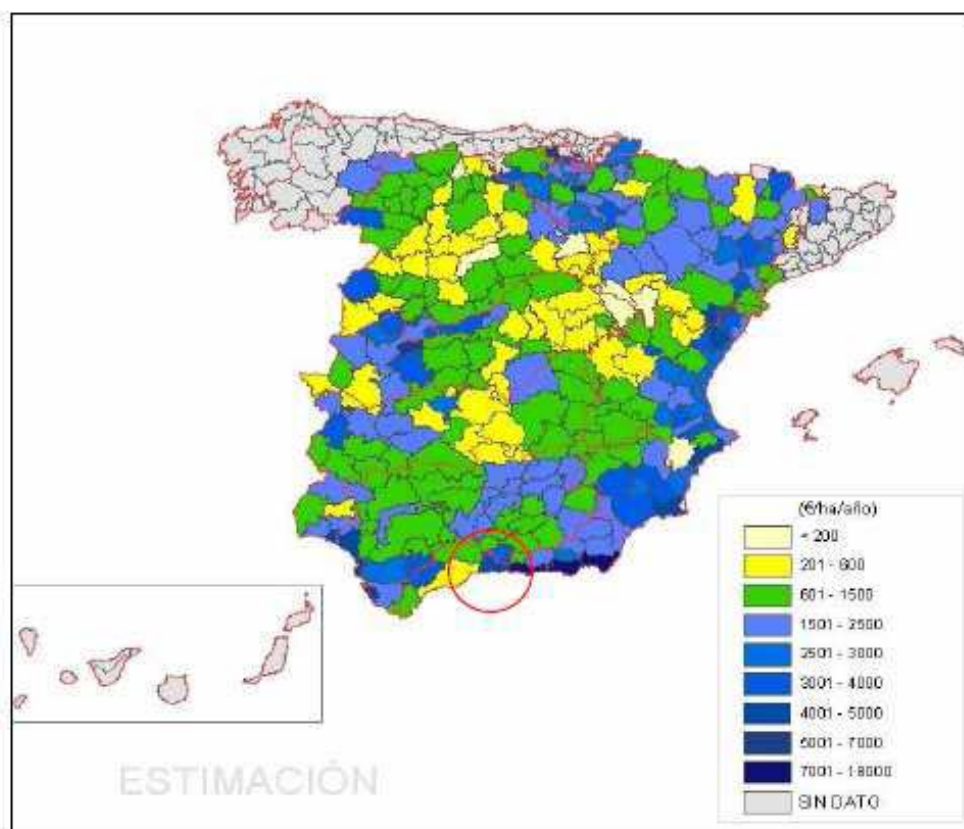 (€/ha/año)
< 200
201 - 600
601 - 1500
1501 - 2500
2501 - 3000
3001 - 4000
4001 - 5000
5001 - 7000
7001 - 18000
SIN DATO
ESTIMACIÓN